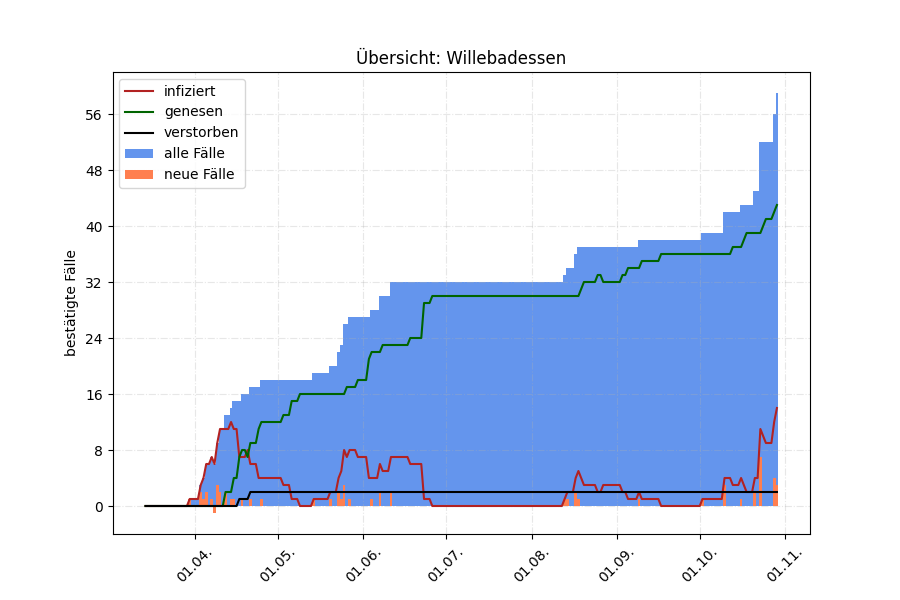 Übersicht: Willebadessen
infiziert
genesen
verstorben
alle Fälle
neue Fälle
bestätigte Fälle
56
48
40
32
24
16
8
0
01.04.
01.05.
01.06.
01.07.
01.08.
01.09.
01.10.
01.11.